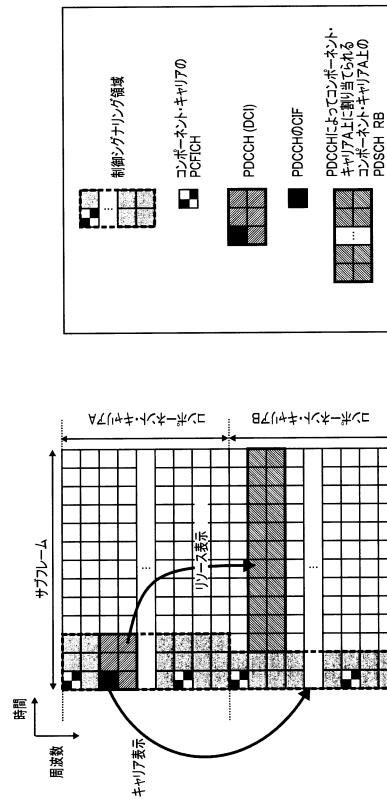 時間
周波数
サブフレーム
キャリア表示
リソース表示
コンポーネント・キャリアA
コンポーネント・キャリアB
制御シグナリング領域
コンポーネント・キャリアの
PCFICH
PDCCH (DCI)
PDCCHのCIF
PDCCHによってコンポーネント・
キャリアA上に割り当てられる
コンポーネント・キャリアA上の
PDSCH RB